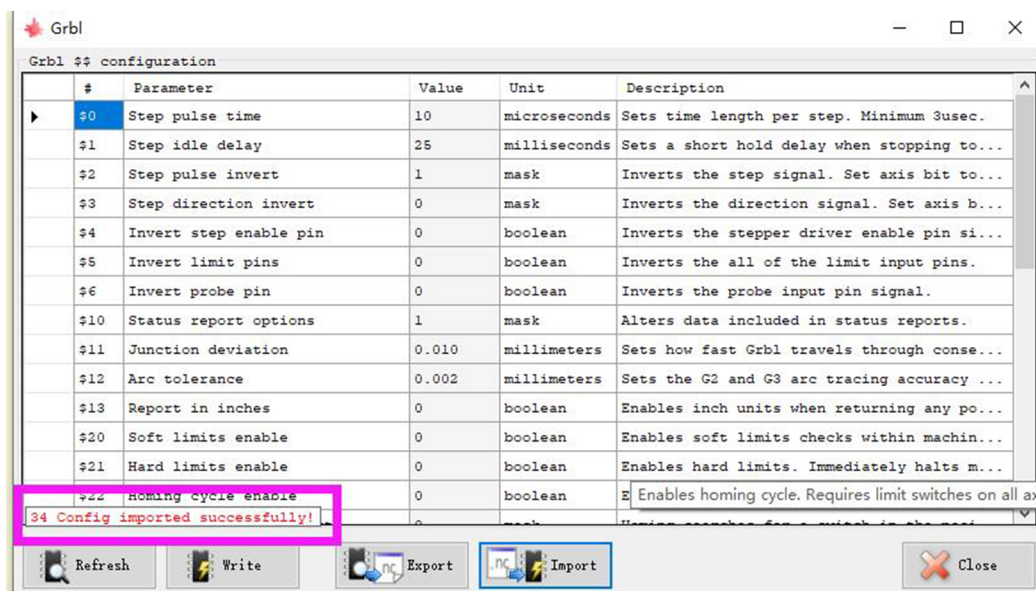 Grbl
Grbl $$ configuration
# Parameter Value Unit Description
$0 Step pulse time 10 microseconds Sets time length per step. Minimum 3usec.
$1 Step idle delay 25 milliseconds Sets a short hold delay when stopping to...
$2 Step pulse invert 1 mask Inverts the step signal. Set axis bit to...
$3 Step direction invert 0 mask Inverts the direction signal. Set axis b...
$4 Invert step enable pin 0 boolean Inverts the stepper driver enable pin si...
$5 Invert limit pins 0 boolean Inverts the all of the limit input pins.
$6 Invert probe pin 0 boolean Inverts the probe input pin signal.
$10 Status report options 1 mask Alters data included in status reports.
$11 Junction deviation 0.010 millimeters Sets how fast Grbl travels through conse...
$12 Arc tolerance 0.002 millimeters Sets the G2 and G3 arc tracing accuracy ...
$13 Report in inches 0 boolean Enables inch units when returning any po...
$20 Soft limits enable 0 boolean Enables soft limits checks within machin...
$21 Hard limits enable 0 boolean Enables hard limits. Immediately halts m...
$22 Homing cycle enable 0 boolean E Enables homing cycle. Requires limit switches on all ax
34 Config imported successfully!
Refresh Write nc Export .nc Import Close